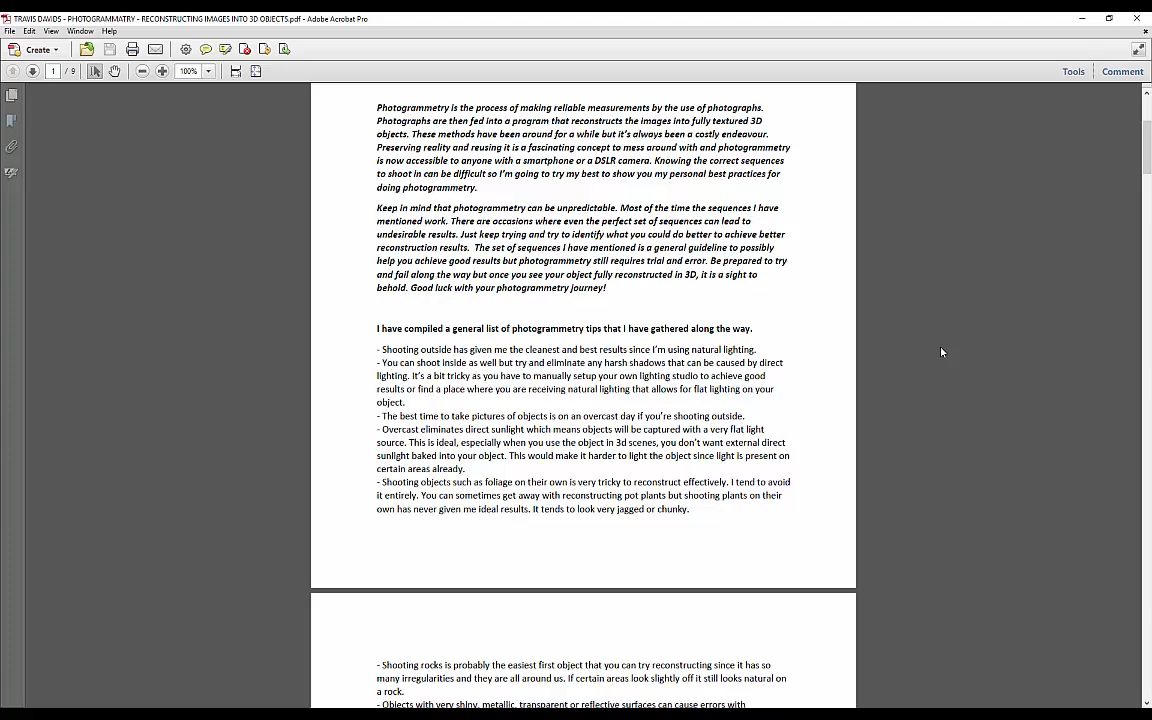 TRAVIS DAVIDS - PHOTOGRAMMATRY - RECONSTRUCTING IMAGES INTO 3D OBJECTS.pdf - Adobe Acrobat Pro
File Edit View Window Help
Create
1 / 9 100% Tools Comment
Photogrammetry is the process of making reliable measurements by the use of photographs.
Photographs are then fed into a program that reconstructs the images into fully textured 3D
objects. These methods have been around for a while but it's always been a costly endeavour.
Preserving reality and reusing it is a fascinating concept to mess around with and photogrammetry
is now accessible to anyone with a smartphone or a DSLR camera. Knowing the correct sequences
to shoot in can be difficult so I'm going to try my best to show you my personal best practices for
doing photogrammetry.
Keep in mind that photogrammetry can be unpredictable. Most of the time the sequences I have
mentioned work. There are occasions where even the perfect set of sequences can lead to
undesirable results. Just keep trying and try to identify what you could do better to achieve better
reconstruction results. The set of sequences I have mentioned is a general guideline to possibly
help you achieve good results but photogrammetry still requires trial and error. Be prepared to try
and fail along the way but once you see your object fully reconstructed in 3D, it is a sight to
behold. Good luck with your photogrammetry journey!
I have compiled a general list of photogrammetry tips that I have gathered along the way.
- Shooting outside has given me the cleanest and best results since I'm using natural lighting.
- You can shoot inside as well but try and eliminate any harsh shadows that can be caused by direct
lighting. It's a bit tricky as you have to manually setup your own lighting studio to achieve good
results or find a place where you are receiving natural lighting that allows for flat lighting on your
object.
- The best time to take pictures of objects is on an overcast day if you're shooting outside.
- Overcast eliminates direct sunlight which means objects will be captured with a very flat light
source. This is ideal, especially when you use the object in 3d scenes, you don't want external direct
sunlight baked into your object. This would make it harder to light the object since light is present on
certain areas already.
- Shooting objects such as foliage on their own is very tricky to reconstruct effectively. I tend to avoid
it entirely. You can sometimes get away with reconstructing pot plants but shooting plants on their
own has never given me ideal results. It tends to look very jagged or chunky.
- Shooting rocks is probably the easiest first object that you can try reconstructing since it has so
many irregularities and they are all around us. If certain areas look slightly off it still looks natural on
a rock.
- Objects with very shiny, metallic, transparent or reflective surfaces can cause errors with